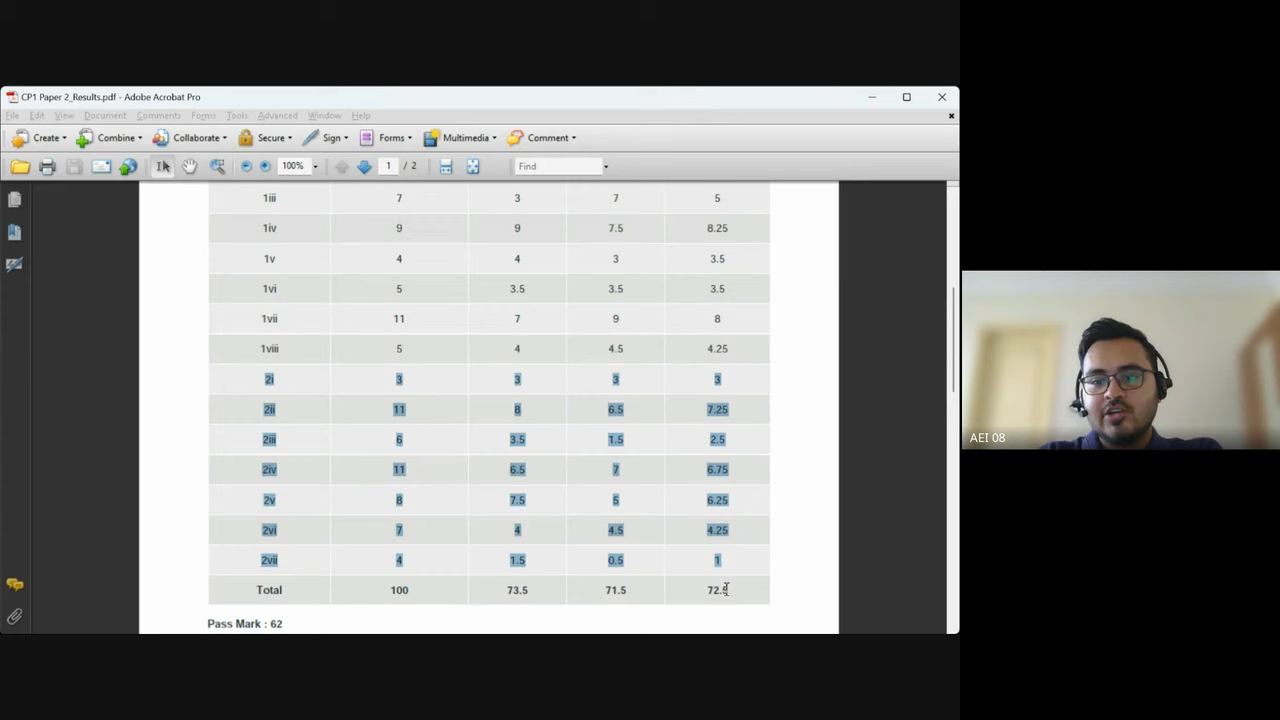 CP1 Paper 2_Results.pdf - Adobe Acrobat Pro
File Edit View Document Comments Forms Tools Advanced Window Help
Create Combine Collaborate Secure Sign Forms Multimedia Comment
100% 1 / 2 Find
1iii 7 3 7 5
1iv 9 9 7.5 8.25
1v 4 4 3 3.5
1vi 5 3.5 3.5 3.5
1vii 11 7 9 8
1viii 5 4 4.5 4.25
2i 3 3 3 3
2ii 11 8 6.5 7.25
2iii 6 3.5 1.5 2.5
2iv 11 6.5 7 6.75
2v 8 7.5 5 6.25
2vi 7 4 4.5 4.25
2vii 4 1.5 0.5 1
Total 100 73.5 71.5
Pass Mark : 62
AEI 08